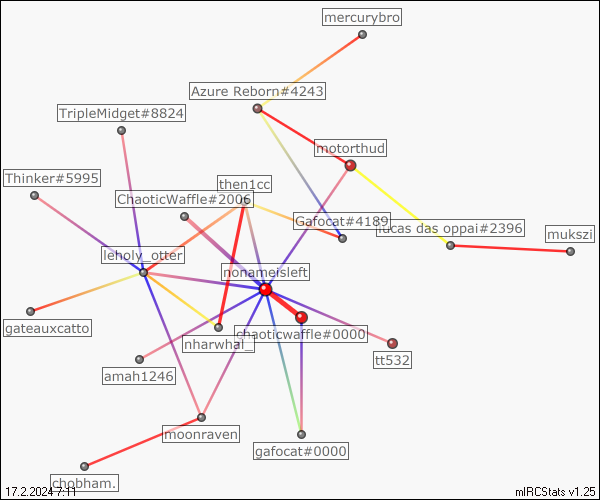 mercurybro
Azure Reborn#4243
TripleMidget#8824
motorthud
Thinker#5995
then1cc
ChaoticWaffle#2006
Gafocat#4189
lucas das oppai#2396
mukszi
leholy_otter
nonameisleft
gateauxcatto
chaoticwaffle#0000
nharwhal_
tt532
amah1246
moonraven
gafocat#0000
chobham.
17.2.2024 7:11
mIRCStats v1.25